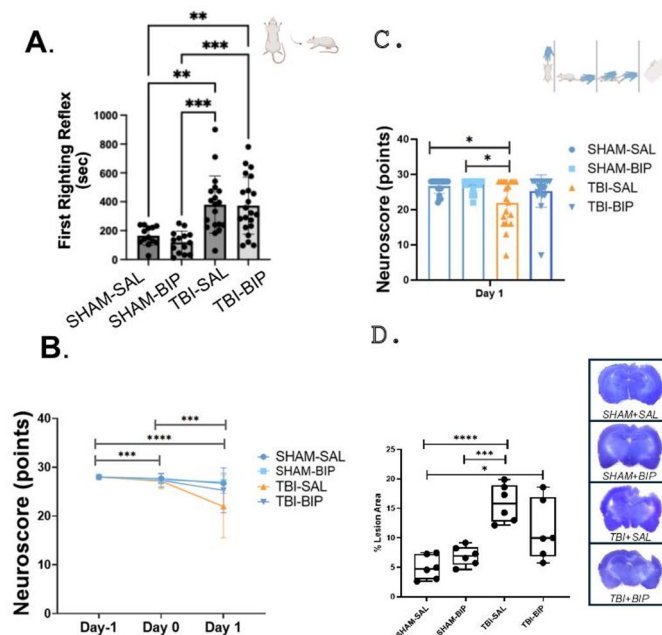 A.
**
***
**
***
First Righting Reflex
(sec)
1000
800
600
400
200
0
SHAM-SAL
SHAM-BIP
TBI-SAL
TBI-BIP
B.
Neuroscore (points)
40
30
20
10
0
***
****
***
SHAM-SAL
SHAM-BIP
TBI-SAL
TBI-BIP
Day-1
Day 0
Day 1
C.
Neuroscore (points)
40
30
20
10
0
*
*
SHAM-SAL
SHAM-BIP
TBI-SAL
TBI-BIP
Day 1
D.
% Lesion Area
25
20
15
10
5
0
****
***
*
SHAM-SAL
SHAM-BIP
TBI-SAL
TBI-BIP
SHAM+SAL
SHAM+BIP
TBI+SAL
TBI+BIP